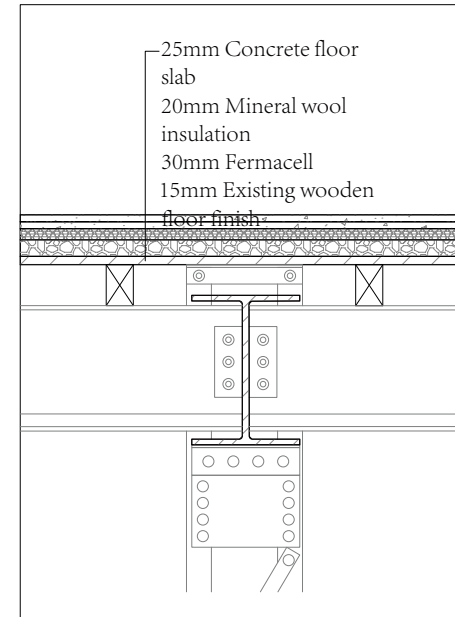 25mm Concrete floor
slab
20mm Mineral wool
insulation
30mm Fermacell
15mm Existing wooden
floor finish